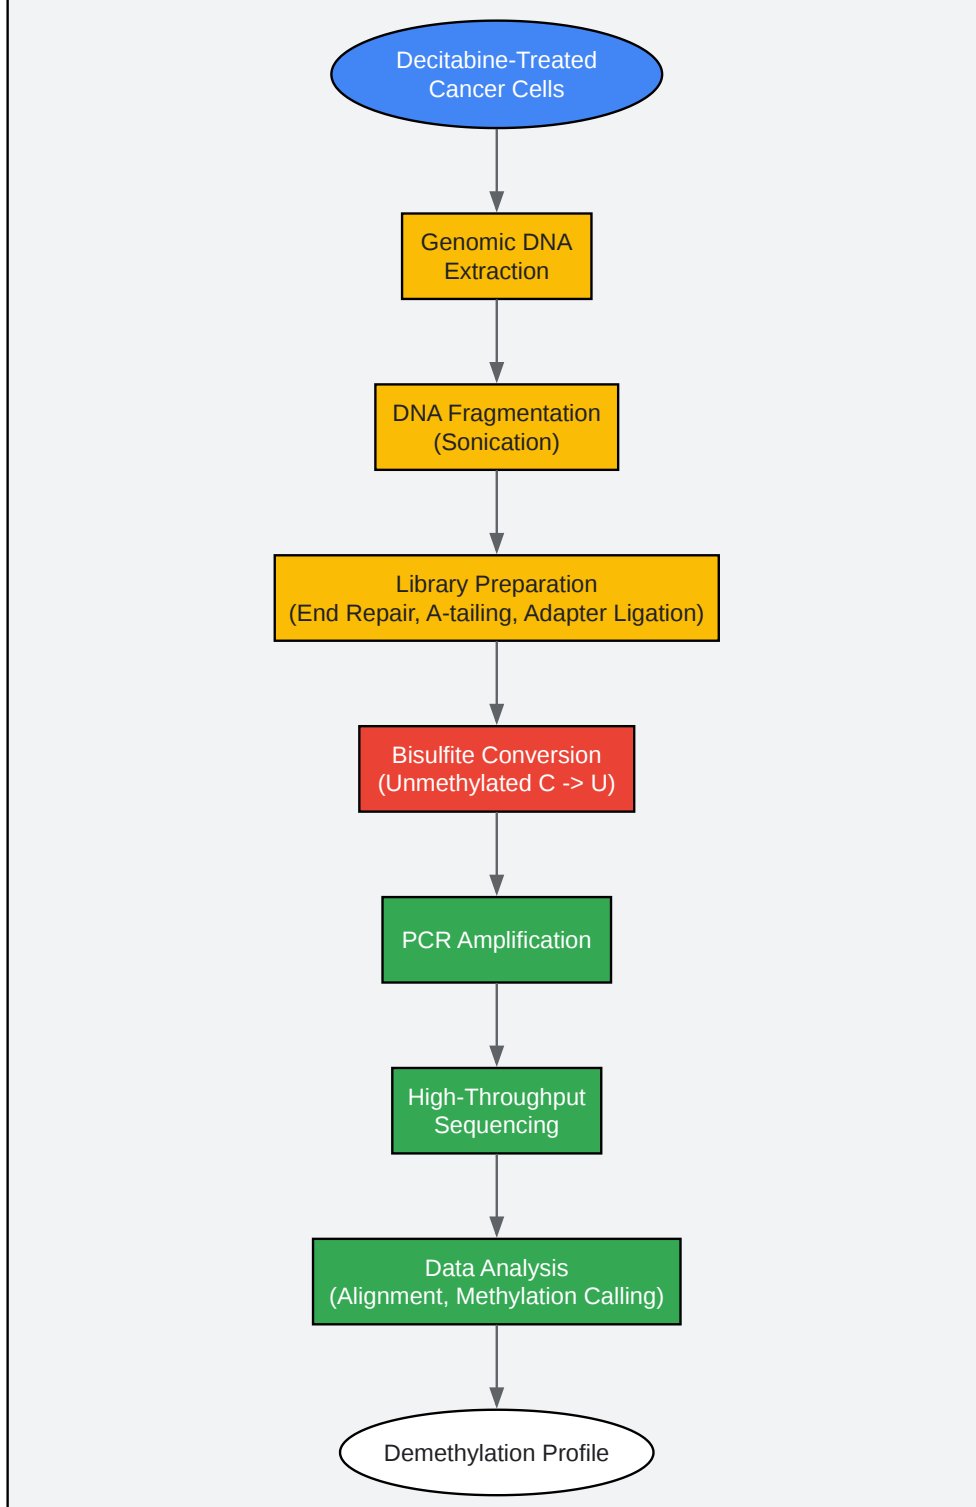 Decitabine-Treated
Cancer Cells
Genomic DNA
Extraction
DNA Fragmentation
(Sonication)
Library Preparation
(End Repair, A-tailing, Adapter Ligation)
Bisulfite Conversion
(Unmethylated C -> U)
PCR Amplification
High-Throughput
Sequencing
Data Analysis
(Alignment, Methylation Calling)
Demethylation Profile